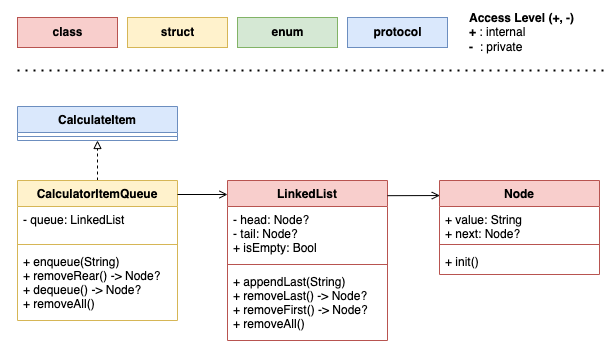 class
struct
enum
protocol
Access Level (+, -)
+ : internal
- : private
CalculateItem
CalculatorItemQueue
- queue: LinkedList
+ enqueue(String)
+ removeRear() -> Node?
+ dequeue() -> Node?
+ removeAll()
LinkedList
- head: Node?
- tail: Node?
+ isEmpty: Bool
+ appendLast(String)
+ removeLast() -> Node?
+ removeFirst() -> Node?
+ removeAll()
Node
+ value: String
+ next: Node?
+ init()